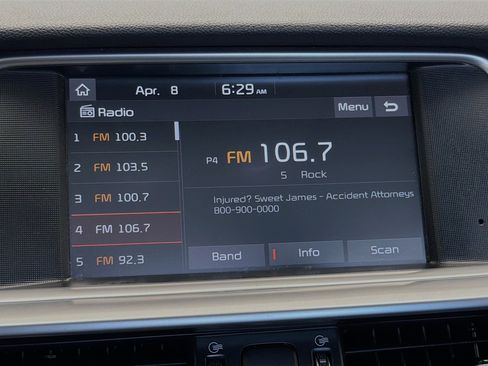 Apr. 8 6:29 AM
Radio Menu
1 FM 100.3
2 FM 103.5
3 FM 100.7
4 FM 106.7
5 FM 92.3
P4 FM 106.7
5 Rock
Injured? Sweet James - Accident Attorneys
800-900-0000
Band Info Scan